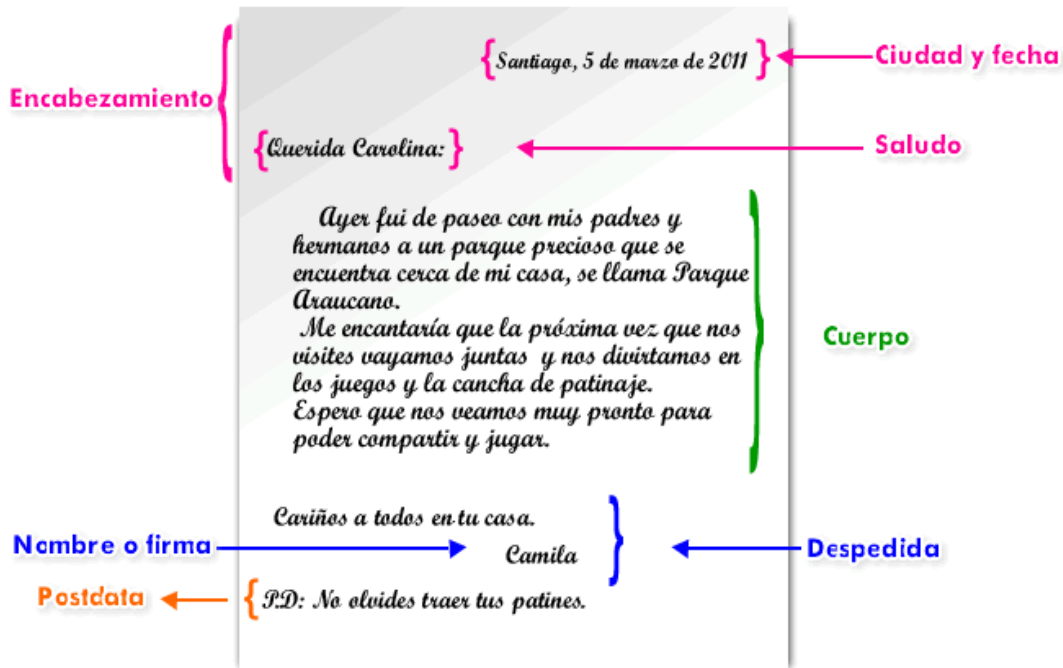 Santiago, 5 de marzo de 2011
Ciudad y fecha
Encabezamiento
Querida Carolina:
Saludo
Ayer fui de paseo con mis padres y
hermanos a un parque precioso que se
encuentra cerca de mi casa, se llama Parque
Araucano.
Me encantaría que la próxima vez que nos
visites vayamos juntas y nos divirtamos en
los juegos y la cancha de patinaje.
Espero que nos veamos muy pronto para
poder compartir y jugar.
Cuerpo
Cariños a todos en tu casa.
Nombre o firma
Camila
Despedida
Postdata
P.D: No olvides traer tus patines.